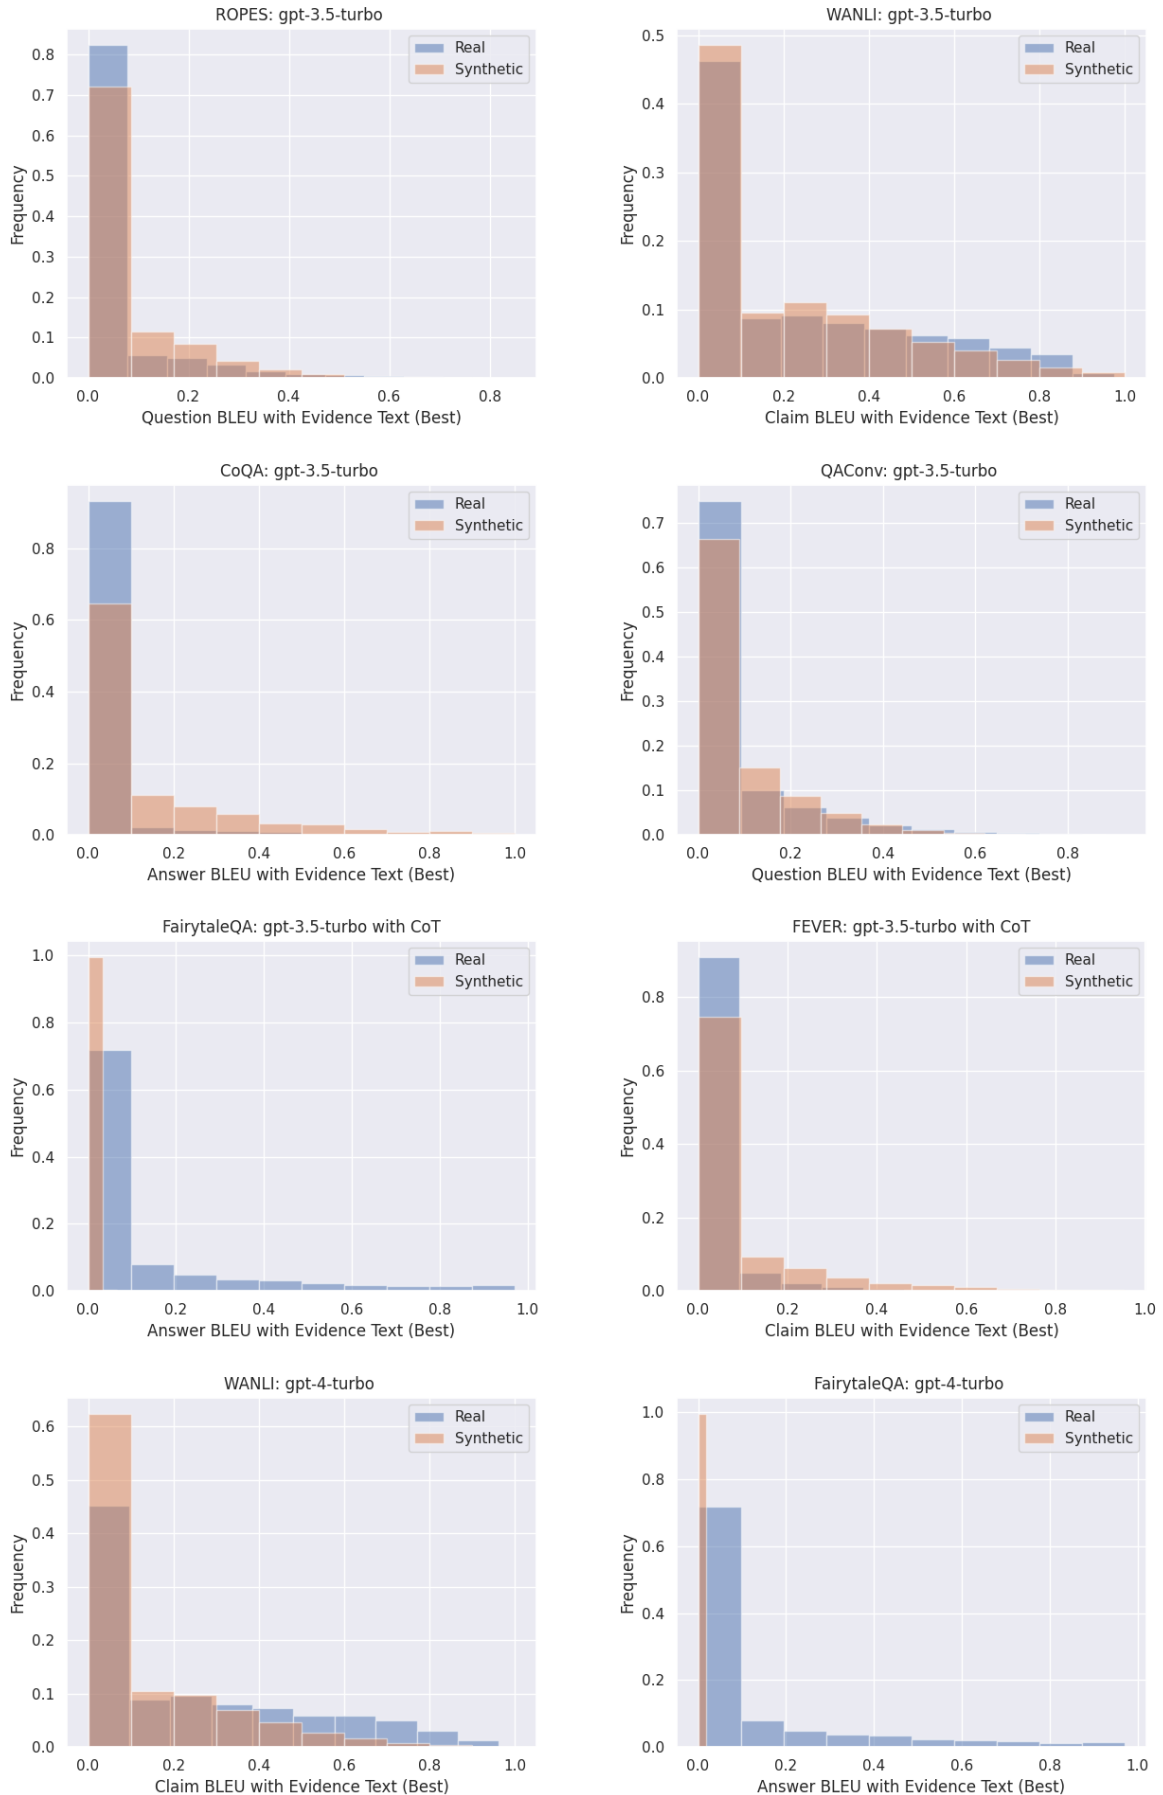 ROPES: gpt-3.5-turbo
Real
Synthetic
0.8
0.7
0.6
0.5
0.4
0.3
0.2
0.1
0.0
Frequency
0.0 0.2 0.4 0.6 0.8
Question BLEU with Evidence Text (Best)
WANLI: gpt-3.5-turbo
Real
Synthetic
0.5
0.4
0.3
0.2
0.1
0.0
Frequency
0.0 0.2 0.4 0.6 0.8 1.0
Claim BLEU with Evidence Text (Best)
CoQA: gpt-3.5-turbo
Real
Synthetic
0.8
0.6
0.4
0.2
0.0
Frequency
0.0 0.2 0.4 0.6 0.8 1.0
Answer BLEU with Evidence Text (Best)
QAConv: gpt-3.5-turbo
Real
Synthetic
0.7
0.6
0.5
0.4
0.3
0.2
0.1
0.0
Frequency
0.0 0.2 0.4 0.6 0.8
Question BLEU with Evidence Text (Best)
FairytaleQA: gpt-3.5-turbo with CoT
Real
Synthetic
1.0
0.8
0.6
0.4
0.2
0.0
Frequency
0.0 0.2 0.4 0.6 0.8 1.0
Answer BLEU with Evidence Text (Best)
FEVER: gpt-3.5-turbo with CoT
Real
Synthetic
0.8
0.6
0.4
0.2
0.0
Frequency
0.0 0.2 0.4 0.6 0.8 1.0
Claim BLEU with Evidence Text (Best)
WANLI: gpt-4-turbo
Real
Synthetic
0.6
0.5
0.4
0.3
0.2
0.1
0.0
Frequency
0.0 0.2 0.4 0.6 0.8 1.0
Claim BLEU with Evidence Text (Best)
FairytaleQA: gpt-4-turbo
Real
Synthetic
1.0
0.8
0.6
0.4
0.2
0.0
Frequency
0.0 0.2 0.4 0.6 0.8 1.0
Answer BLEU with Evidence Text (Best)